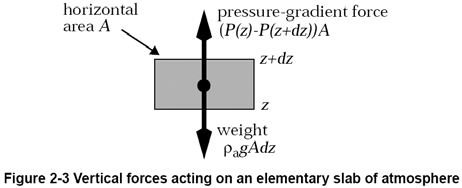 horizontal
area A
pressure-gradient force
(P(z)-P(z+dz))A
z+dz
z
weight
ρagAdz
Figure 2-3 Vertical forces acting on an elementary slab of atmosphere